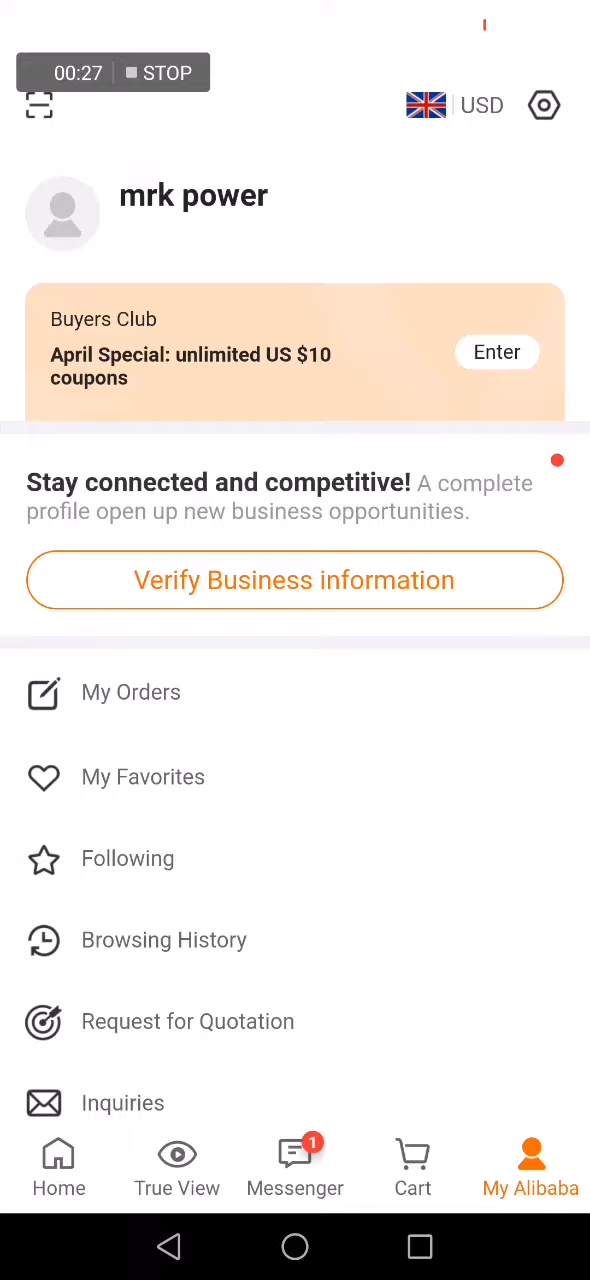 00:27 STOP
USD
mrk power
Buyers Club
April Special: unlimited US $10
coupons
Enter
Stay connected and competitive! A complete
profile open up new business opportunities.
Verify Business information
My Orders
My Favorites
Following
Browsing History
Request for Quotation
Inquiries
1
Home
True View
Messenger
Cart
My Alibaba